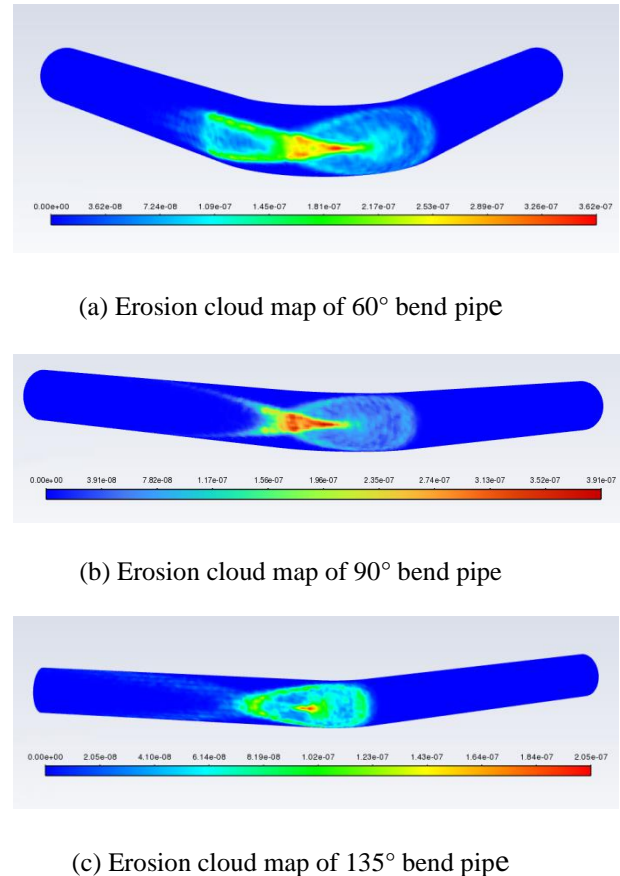 0.00e+00 3.62e-08 7.24e-08 1.09e-07 1.45e-07 1.81e-07 2.17e-07 2.53e-07 2.89e-07 3.26e-07 3.62e-07
(a) Erosion cloud map of 60° bend pipe
0.00e+00 3.91e-08 7.82e-08 1.17e-07 1.56e-07 1.96e-07 2.35e-07 2.74e-07 3.13e-07 3.52e-07 3.91e-07
(b) Erosion cloud map of 90° bend pipe
0.00e+00 2.05e-08 4.10e-08 6.14e-08 8.19e-08 1.02e-07 1.23e-07 1.43e-07 1.64e-07 1.84e-07 2.05e-07
(c) Erosion cloud map of 135° bend pipe